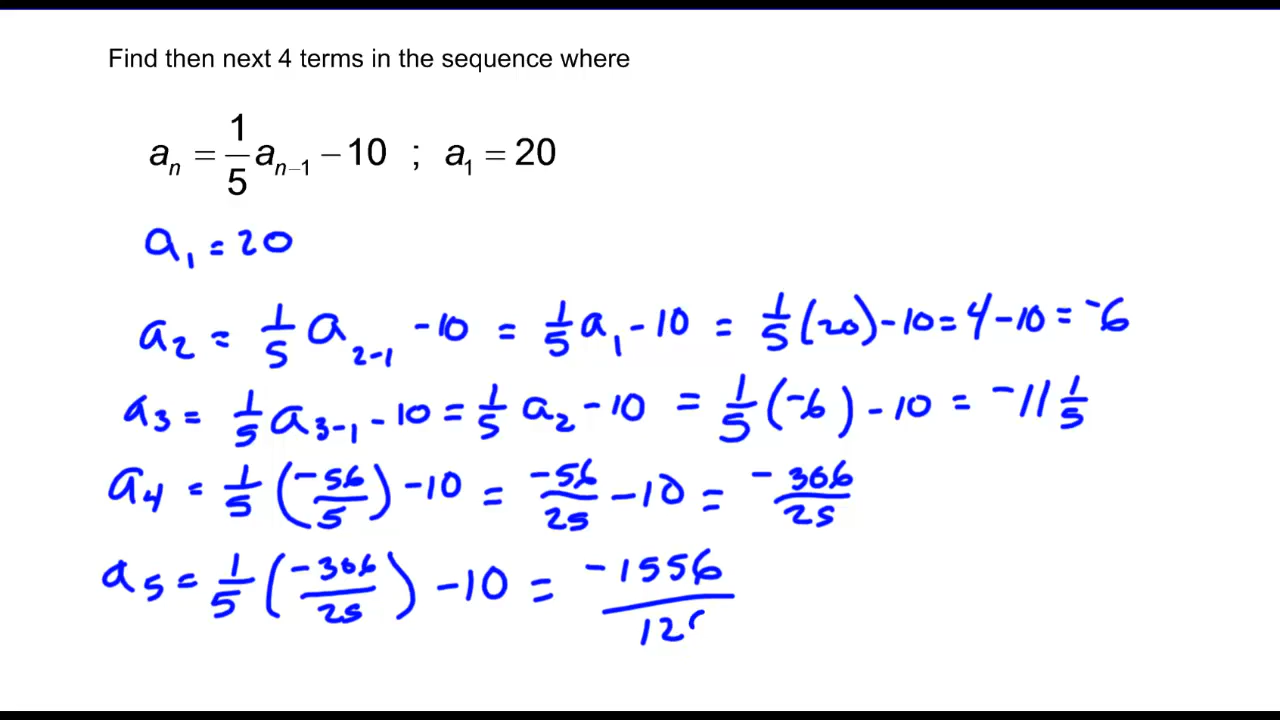 Find then next 4 terms in the sequence where
aₙ = 1/5 aₙ₋₁ − 10 ; a₁ = 20
a₁ = 20
a₂ = 1/5 a₂₋₁ - 10 = 1/5 a₁ - 10 = 1/5 (20) - 10 = 4 - 10 = -6
a₃ = 1/5 a₃₋₁ - 10 = 1/5 a₂ - 10 = 1/5 (-6) - 10 = -11 1/5
a₄ = 1/5 (-56/5) - 10 = -56/25 - 10 = -306/25
a₅ = 1/5 (-306/25) - 10 = -1556/12